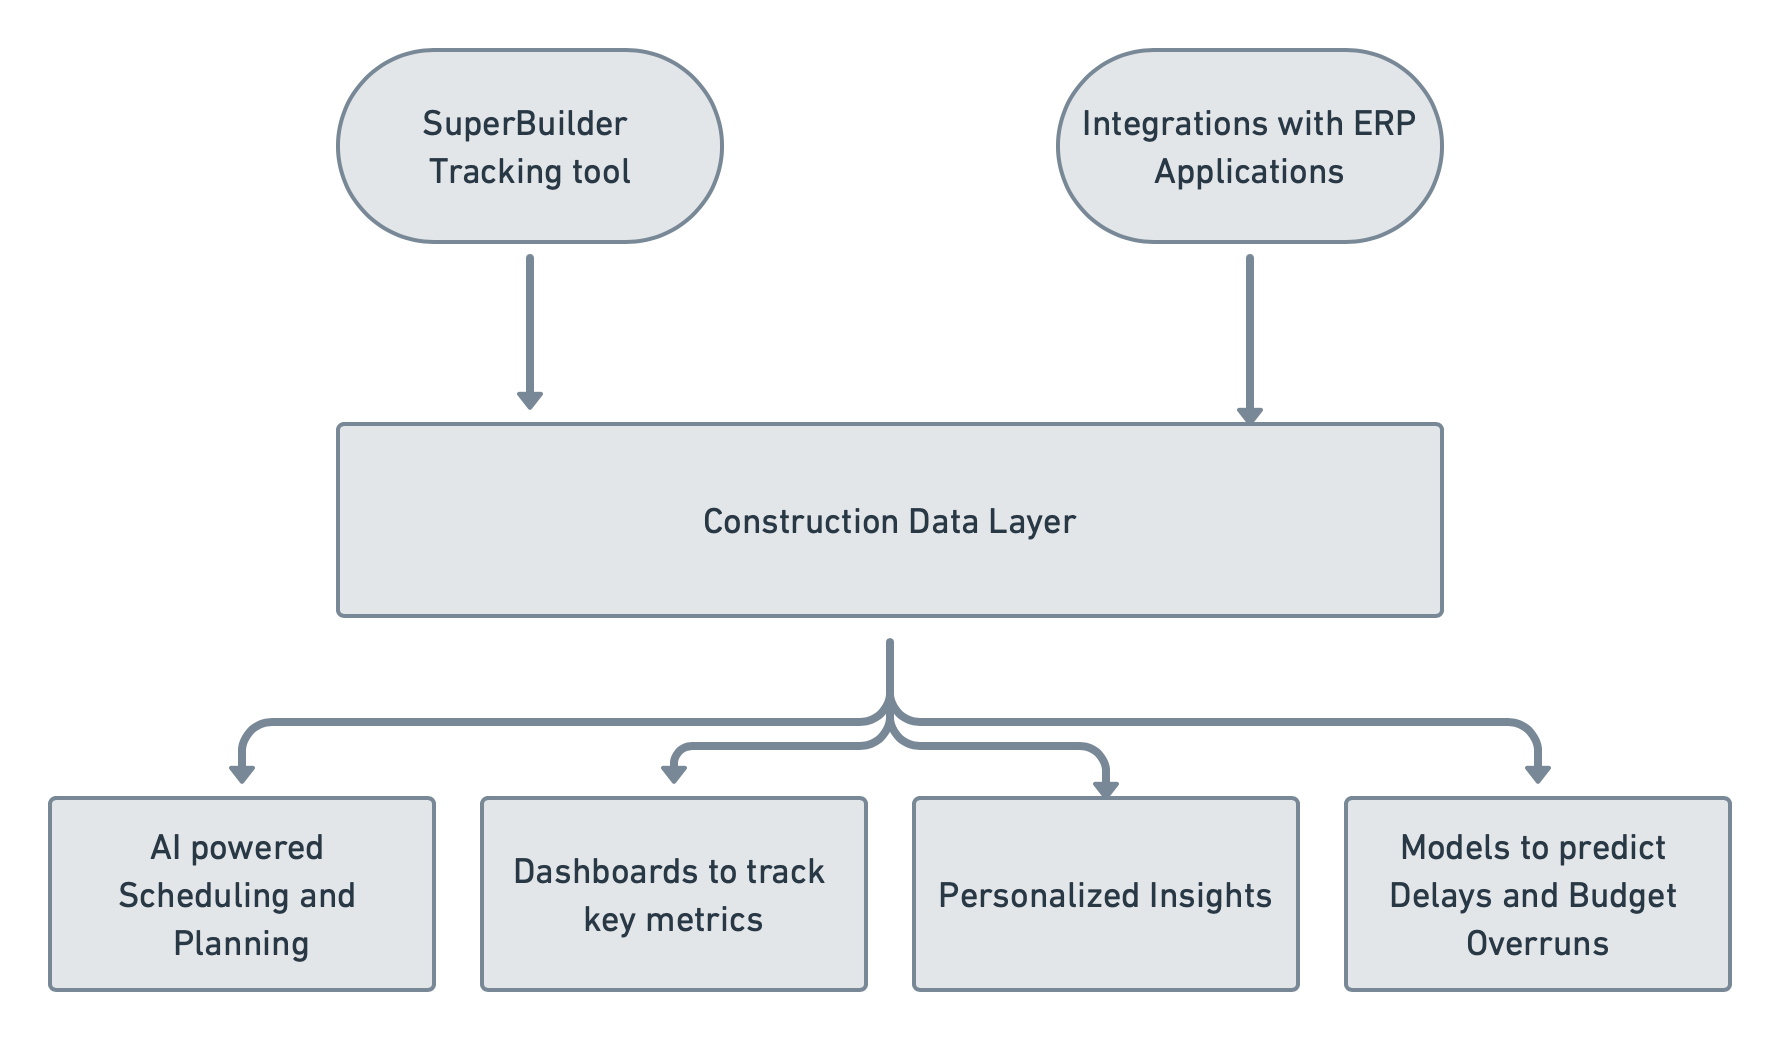 SuperBuilder
Tracking tool
Integrations with ERP
Applications
Construction Data Layer
AI powered
Scheduling and
Planning
Dashboards to track
key metrics
Personalized Insights
Models to predict
Delays and Budget
Overruns